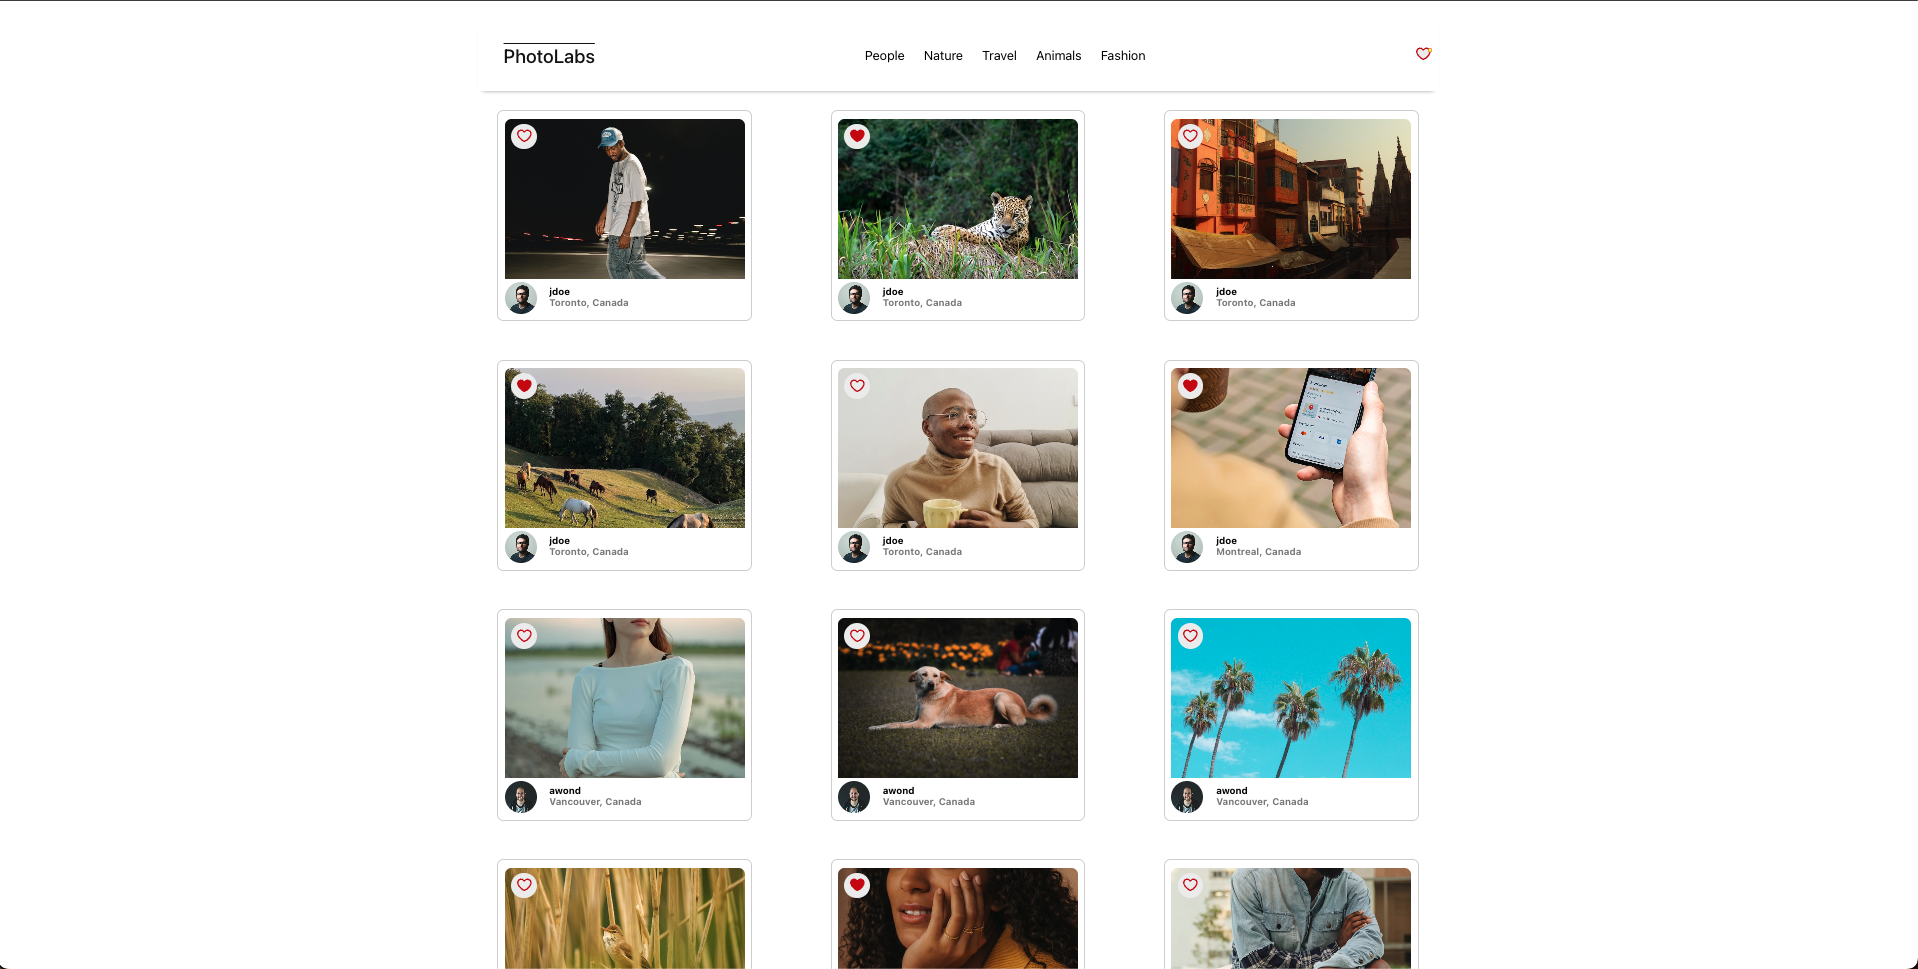 PhotoLabs
People Nature Travel Animals Fashion
jdoe
Toronto, Canada
jdoe
Toronto, Canada
jdoe
Toronto, Canada
jdoe
Toronto, Canada
jdoe
Toronto, Canada
jdoe
Montreal, Canada
awond
Vancouver, Canada
awond
Vancouver, Canada
awond
Vancouver, Canada